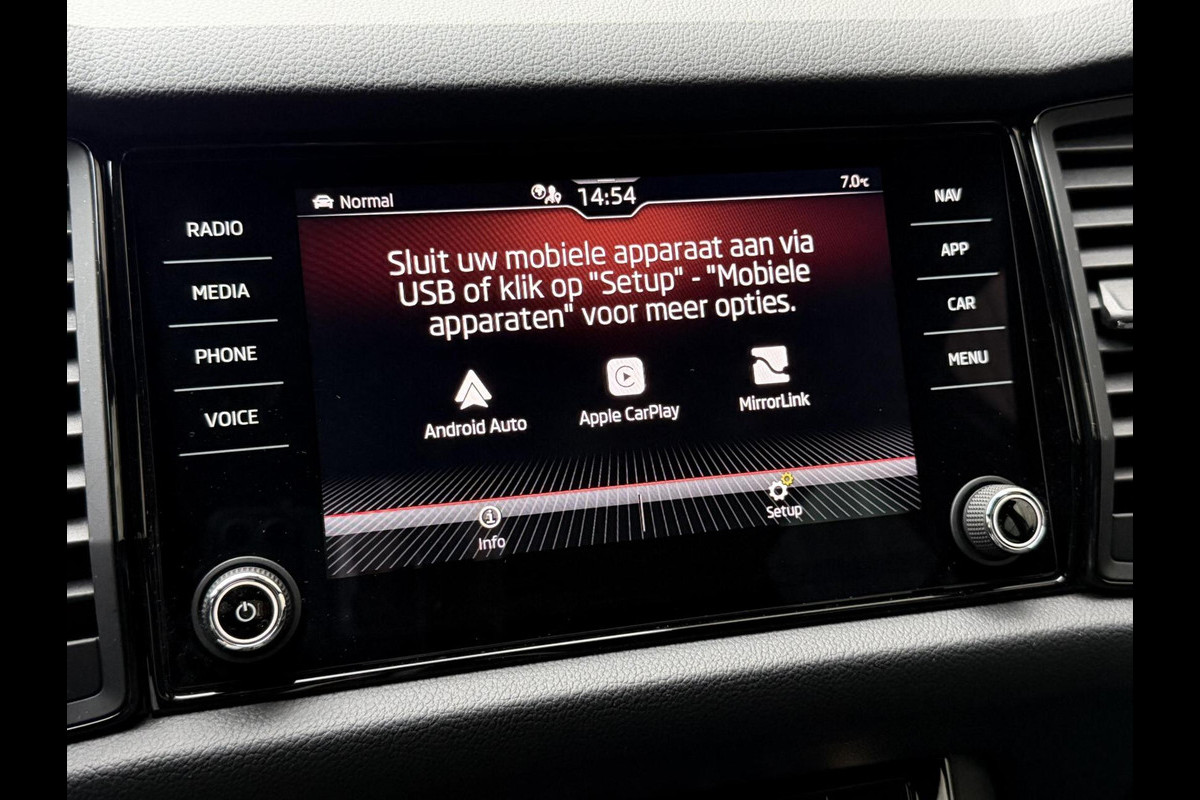 Normal
14:54
7.0°C
RADIO
MEDIA
PHONE
VOICE
Sluit uw mobiele apparaat aan via
USB of klik op "Setup" - "Mobiele
apparaten" voor meer opties.
Android Auto
Apple CarPlay
MirrorLink
Info
Setup
NAV
APP
CAR
MENU